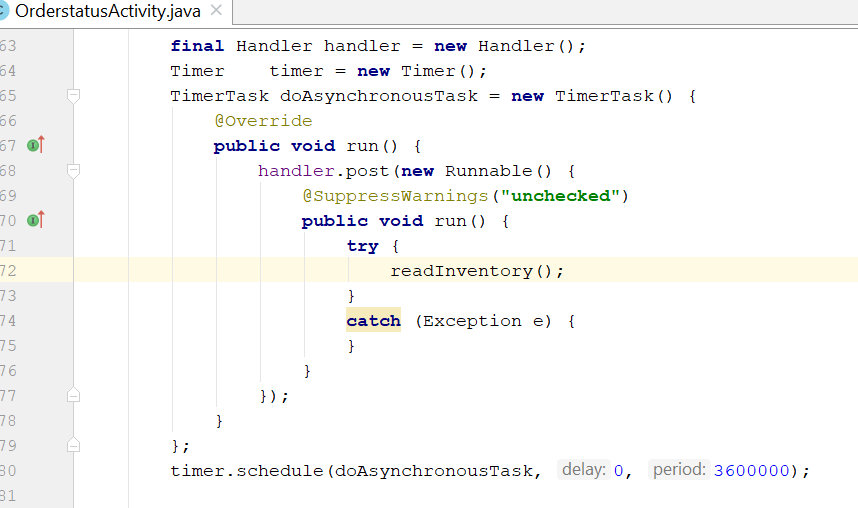 OrderstatusActivity.java
63 final Handler handler = new Handler();
64 Timer    timer = new Timer();
65 TimerTask doAsynchronousTask = new TimerTask() {
66 @Override
67 public void run() {
68 handler.post(new Runnable() {
69 @SuppressWarnings("unchecked")
70 public void run() {
71 try {
72 readInventory();
73 }
74 catch (Exception e) {
75 }
76 }
77 });
78 }
79 };
80 timer.schedule(doAsynchronousTask, delay: 0, period: 3600000);
81